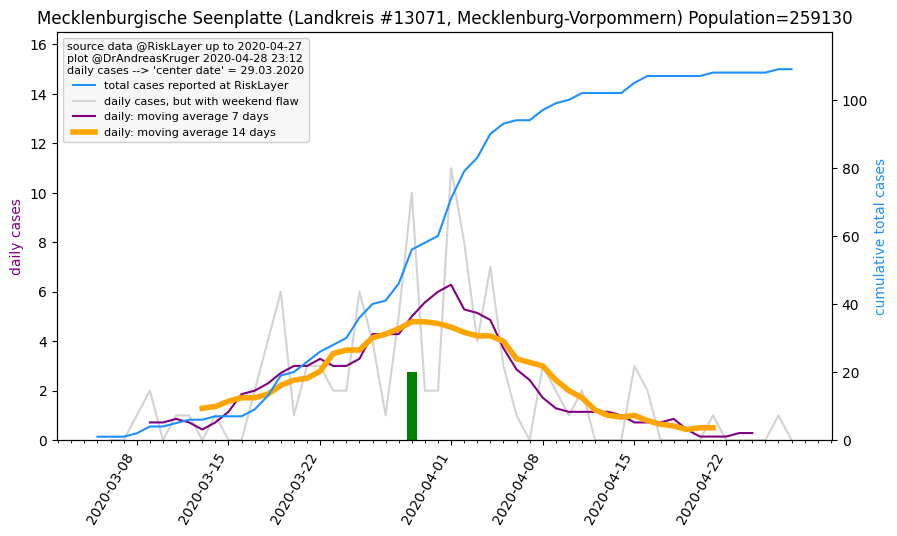 Mecklenburgische Seenplatte (Landkreis #13071, Mecklenburg-Vorpommern) Population=259130
source data @RiskLayer up to 2020-04-27
plot @DrAndreasKruger 2020-04-28 23:12
daily cases --> 'center date' = 29.03.2020
total cases reported at RiskLayer
daily cases, but with weekend flaw
daily: moving average 7 days
daily: moving average 14 days
daily cases
16
14
12
10
8
6
4
2
0
cumulative total cases
100
80
60
40
20
0
2020-03-08
2020-03-15
2020-03-22
2020-04-01
2020-04-08
2020-04-15
2020-04-22